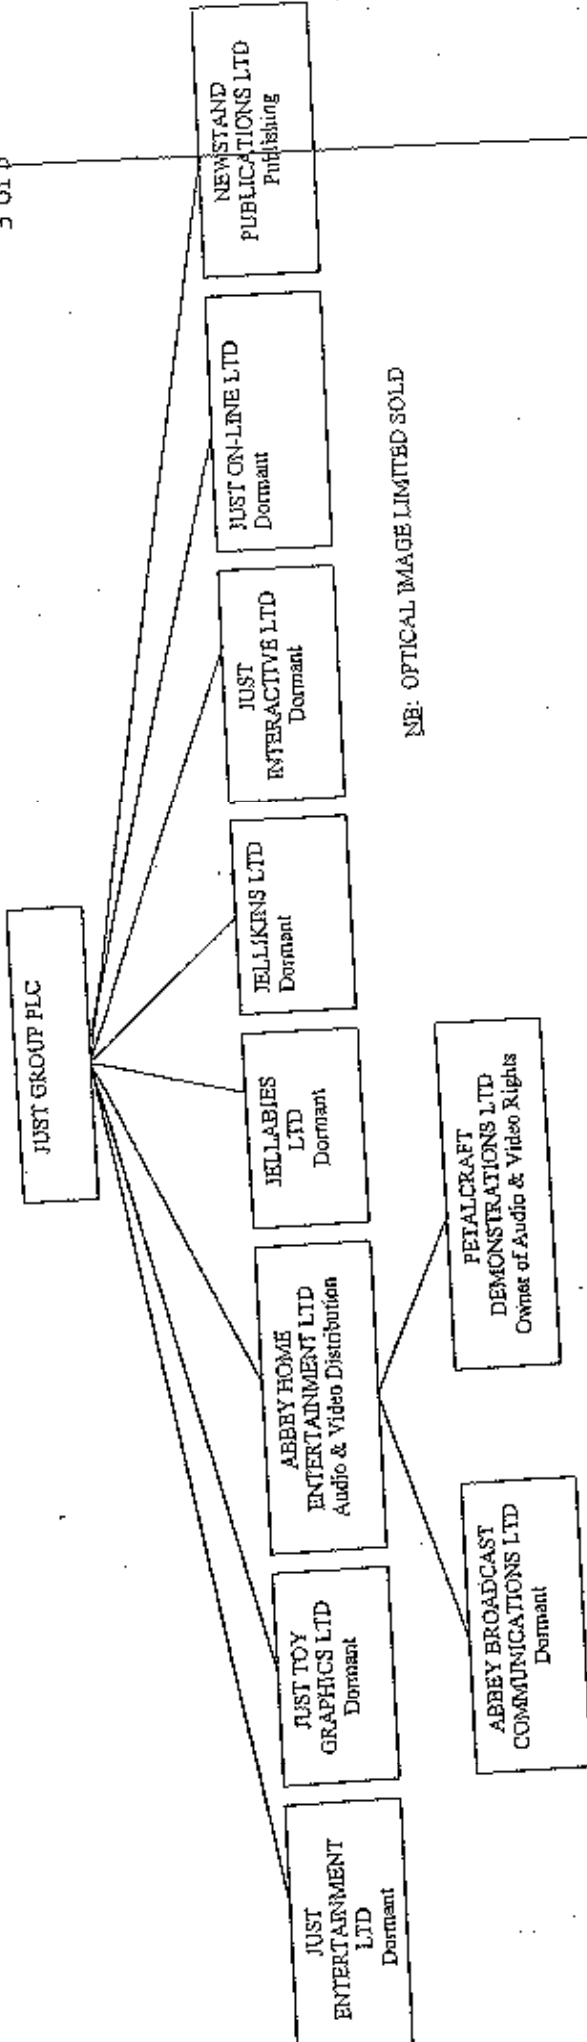 JUST GROUP PLC
JUST
ENTERTAINMENT
LTD
Dormant
JUST TOY
GRAPHICS LTD
Dormant
ABBEY HOME
ENTERTAINMENT LTD
Audio & Video Distribution
JELLABIES
LTD
Dormant
JELLIKINS LTD
Dormant
JUST
INTERACTIVE LTD
Dormant
JUST ON-LINE LTD
Dormant
NEWSTAND
PUBLICATIONS LTD
Publishing
ABBEY BROADCAST
COMMUNICATIONS LTD
Dormant
PETALCRAFT
DEMONSTRATIONS LTD
Owner of Audio & Video Rights
NB: OPTICAL IMAGE LIMITED SOLD